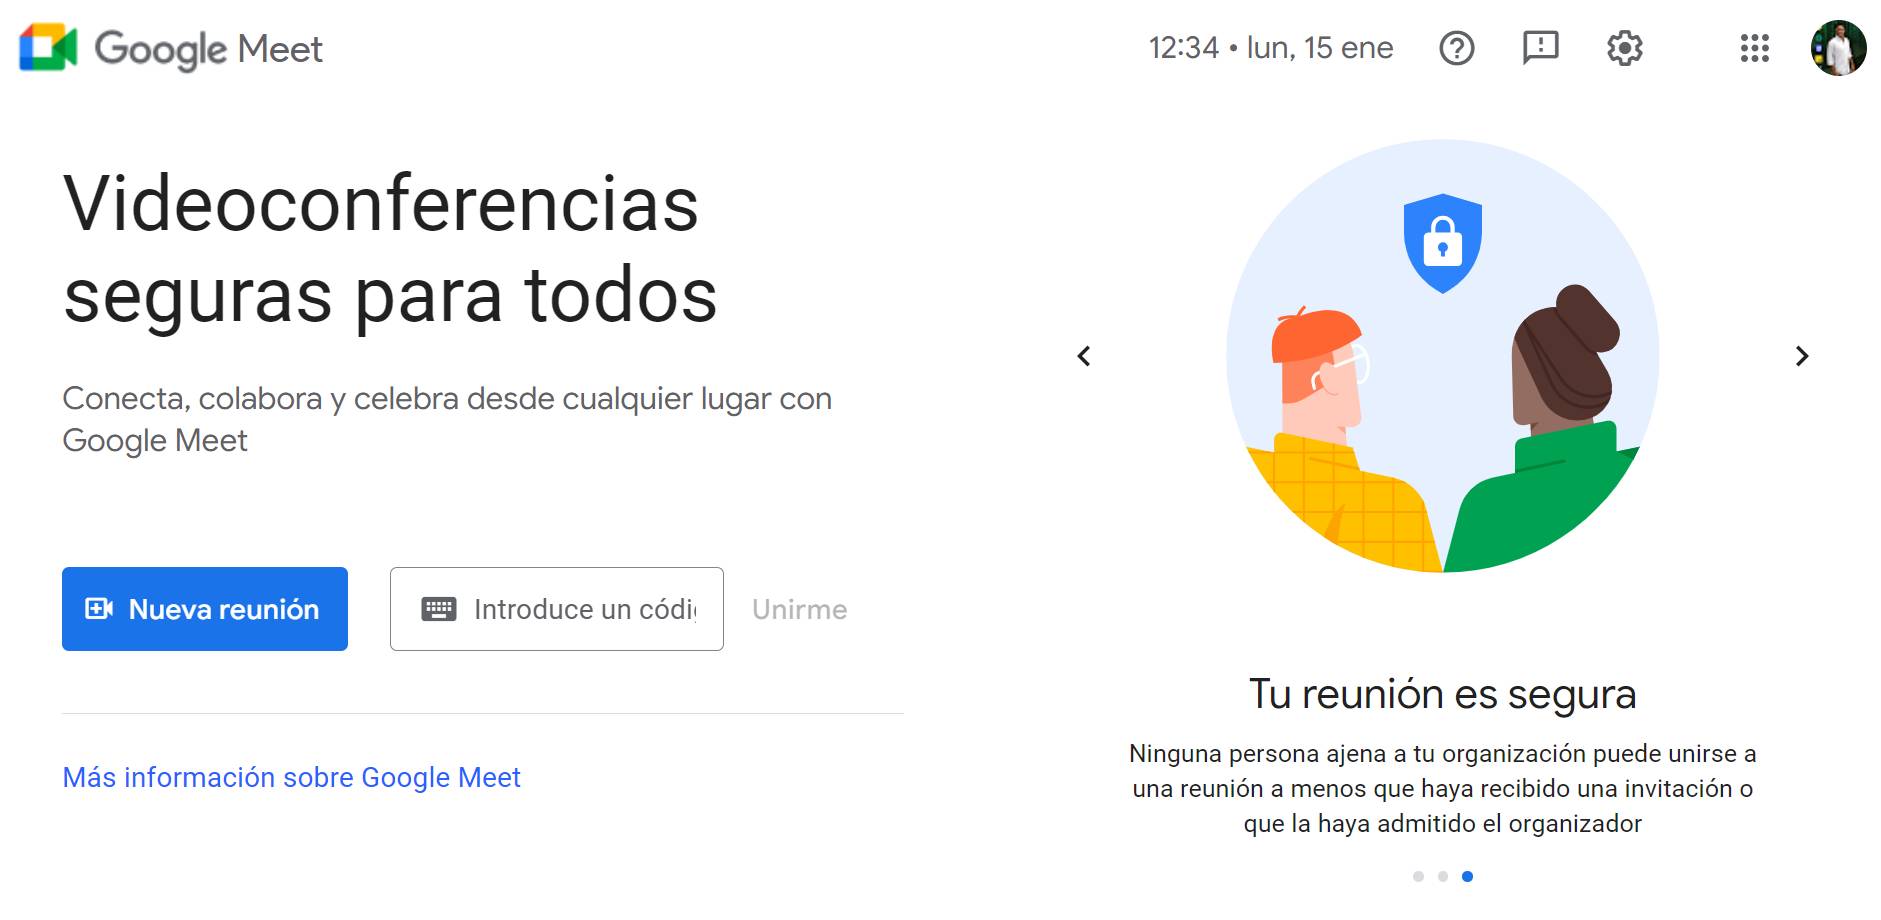 Google Meet
12:34 • lun, 15 ene
Videoconferencias
seguras para todos
Conecta, colabora y celebra desde cualquier lugar con
Google Meet
Nueva reunión
Introduce un códi
Unirme
Más información sobre Google Meet
Tu reunión es segura
Ninguna persona ajena a tu organización puede unirse a
una reunión a menos que haya recibido una invitación o
que la haya admitido el organizador